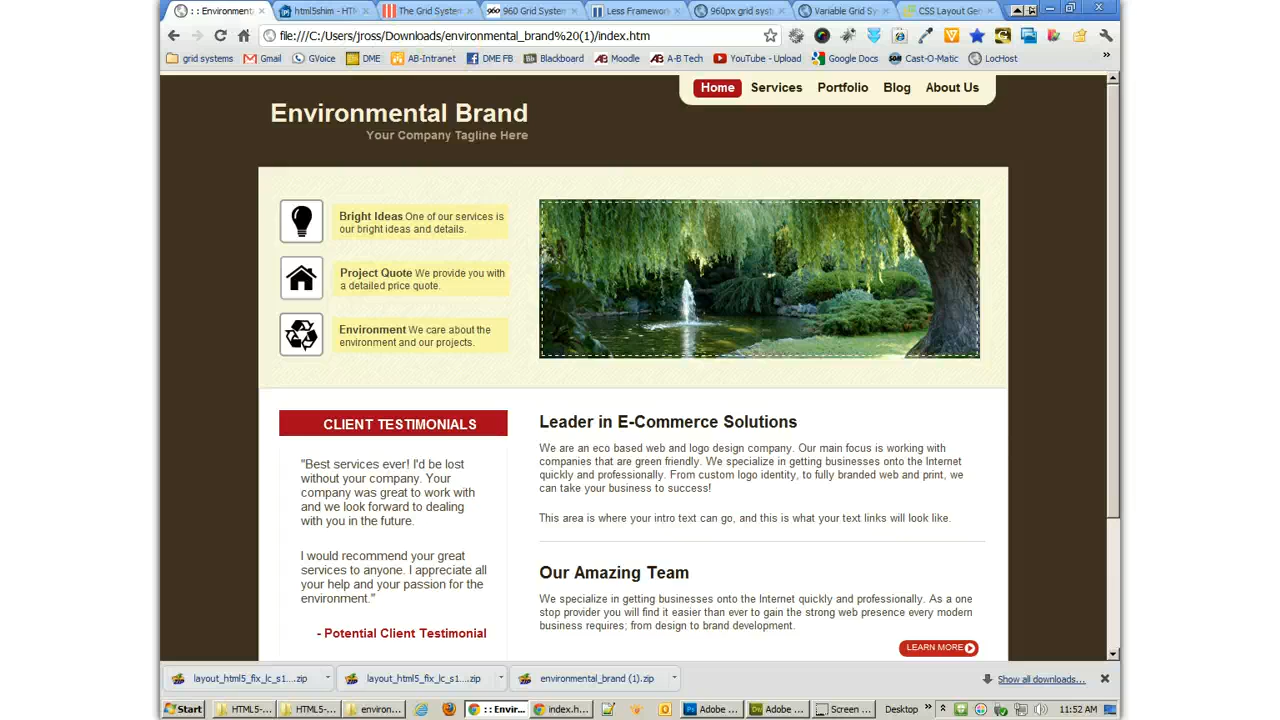 : : Environment
html5shim - HTM
The Grid System
960 Grid System
Less Framework
960px grid syst
Variable Grid Sy
CSS Layout Ge
file:///C:/Users/jross/Downloads/environmental_brand%20(1)/index.htm
grid systems
Gmail
GVoice
DME
AB-Intranet
DME FB
Blackboard
Moodle
A-B Tech
YouTube - Upload
Google Docs
Cast-O-Matic
LocHost
»
Home Services Portfolio Blog About Us
Environmental Brand
Your Company Tagline Here
Bright Ideas One of our services is
our bright ideas and details.
Project Quote We provide you with
a detailed price quote.
Environment We care about the
environment and our projects.
CLIENT TESTIMONIALS
"Best services ever! I'd be lost
without your company. Your
company was great to work with
and we look forward to dealing
with you in the future.
I would recommend your great
services to anyone. I appreciate all
your help and your passion for the
environment."
- Potential Client Testimonial
Leader in E-Commerce Solutions
We are an eco based web and logo design company. Our main focus is working with
companies that are green friendly. We specialize in getting businesses onto the Internet
quickly and professionally. From custom logo identity, to fully branded web and print, we
can take your business to success!
This area is where your intro text can go, and this is what your text links will look like.
Our Amazing Team
We specialize in getting businesses onto the Internet quickly and professionally. As a one
stop provider you will find it easier than ever to gain the strong web presence every modern
business requires; from design to brand development.
LEARN MORE
layout_html5_fix_lc_s1....zip
layout_html5_fix_lc_s1....zip
environmental_brand (1).zip
Show all downloads...
Start
HTML5-...
HTML5-...
environ...
: : Envir...
index.h...
Adobe ...
Adobe ...
Screen ...
Desktop
»
11:52 AM